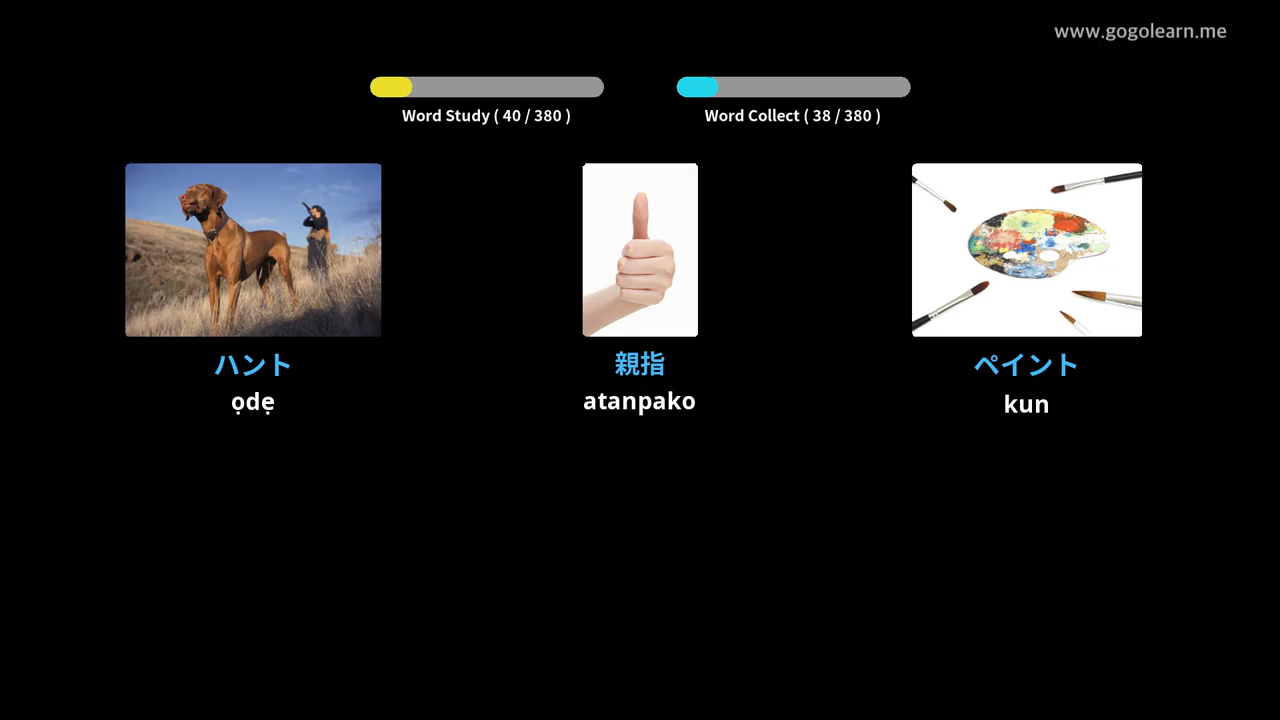 www.gogolearn.me
Word Study ( 40 / 380 )
Word Collect ( 38 / 380 )
ハント
ọdẹ
親指
atanpako
ペイント
kun